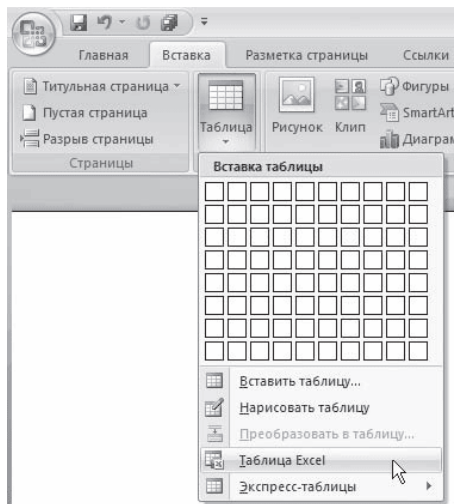 Главная Вставка Разметка страницы Ссылки
Титульная страница
Пустая страница
Разрыв страницы
Страницы
Таблица
Рисунок Клип
Фигуры
SmartArt
Диаграм
Вставка таблицы
Вставить таблицу...
Нарисовать таблицу
Преобразовать в таблицу...
Таблица Excel
Экспресс-таблицы